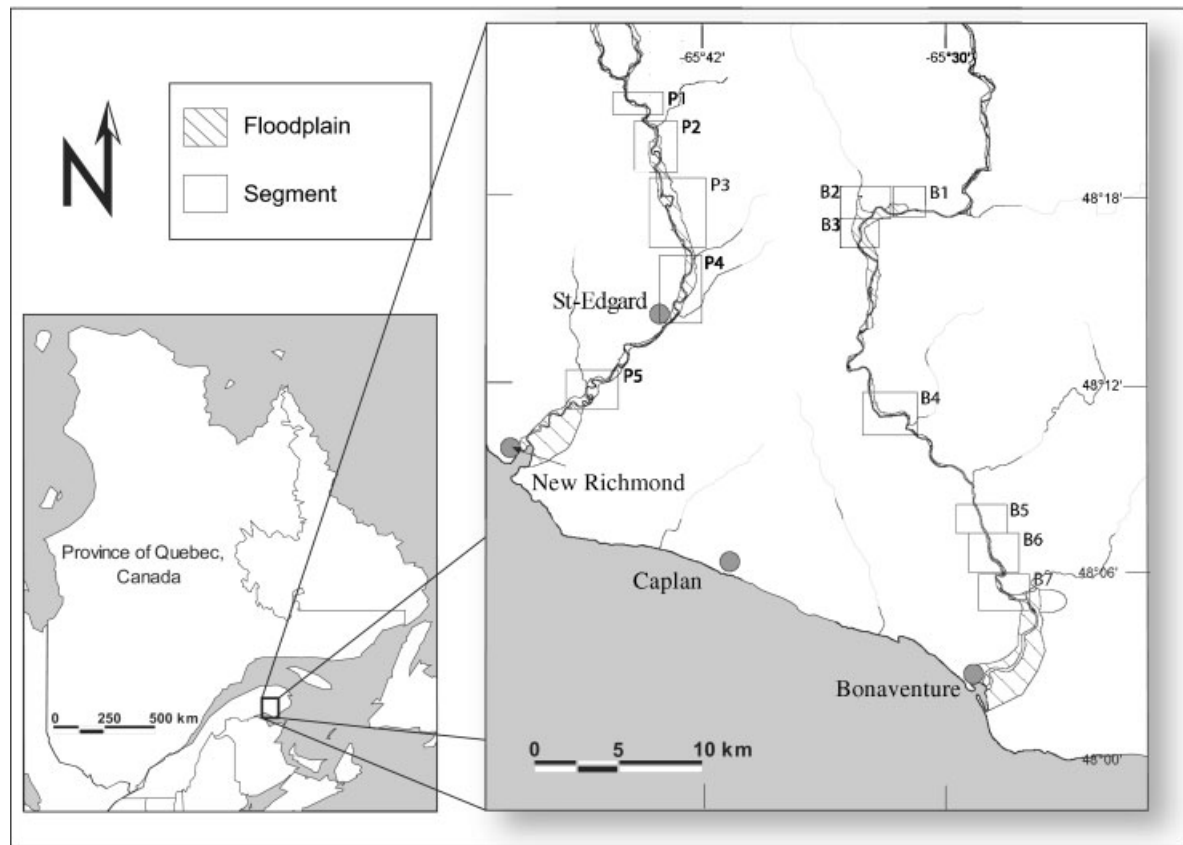 N
Floodplain
Segment
Province of Quebec,
Canada
0 250 500 km
-65°42'
-65°30'
P1
P2
P3
P4
P5
B2
B1
B3
B4
B5
B6
B7
48°18'
48°12'
48°06'
48°00'
St-Edgard
New Richmond
Caplan
Bonaventure
0 5 10 km